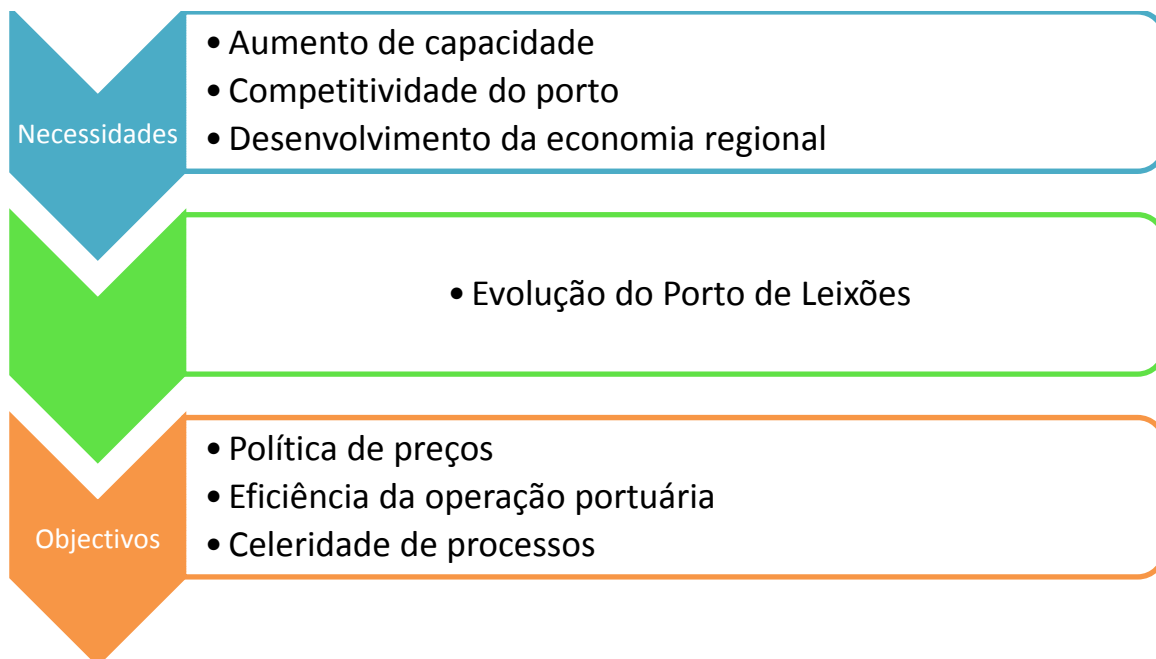 Necessidades
• Aumento de capacidade
• Competitividade do porto
• Desenvolvimento da economia regional
• Evolução do Porto de Leixões
Objectivos
• Política de preços
• Eficiência da operação portuária
• Celeridade de processos